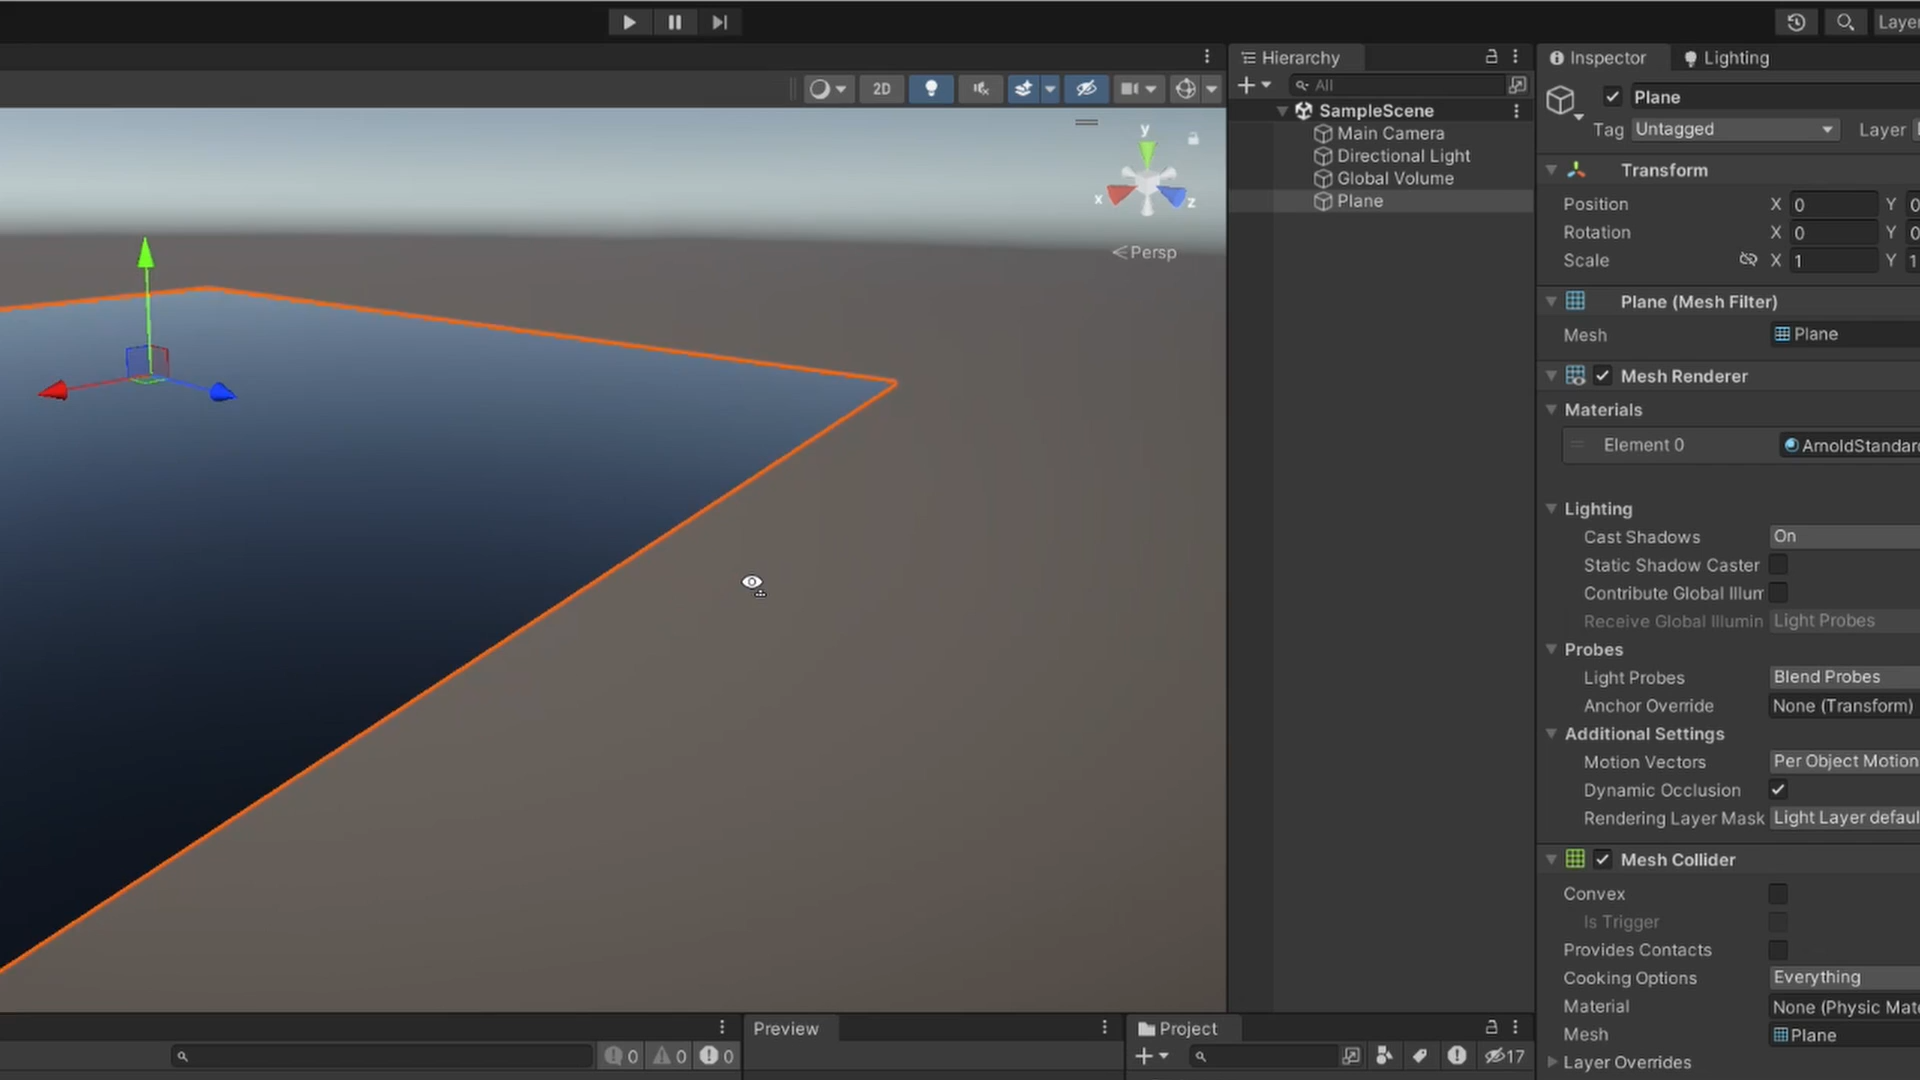 Layer
Hierarchy
Inspector
Lighting
2D
All
Plane
SampleScene
Tag Untagged Layer
Main Camera
y
Directional Light
Transform
Global Volume
x z
Plane
Position X 0 Y 0
Rotation X 0 Y 0
Persp
Scale X 1 Y 1
Plane (Mesh Filter)
Mesh Plane
Mesh Renderer
Materials
Element 0 ArnoldStandard
Lighting
Cast Shadows On
Static Shadow Caster
Contribute Global Illum
Receive Global Illumin Light Probes
Probes
Light Probes Blend Probes
Anchor Override None (Transform)
Additional Settings
Motion Vectors Per Object Motion
Dynamic Occlusion
Rendering Layer Mask Light Layer defaul
Mesh Collider
Convex
Is Trigger
Provides Contacts
Cooking Options Everything
Material None (Physic Mate
Mesh Plane
Layer Overrides
Preview
Project
0 0 0
17